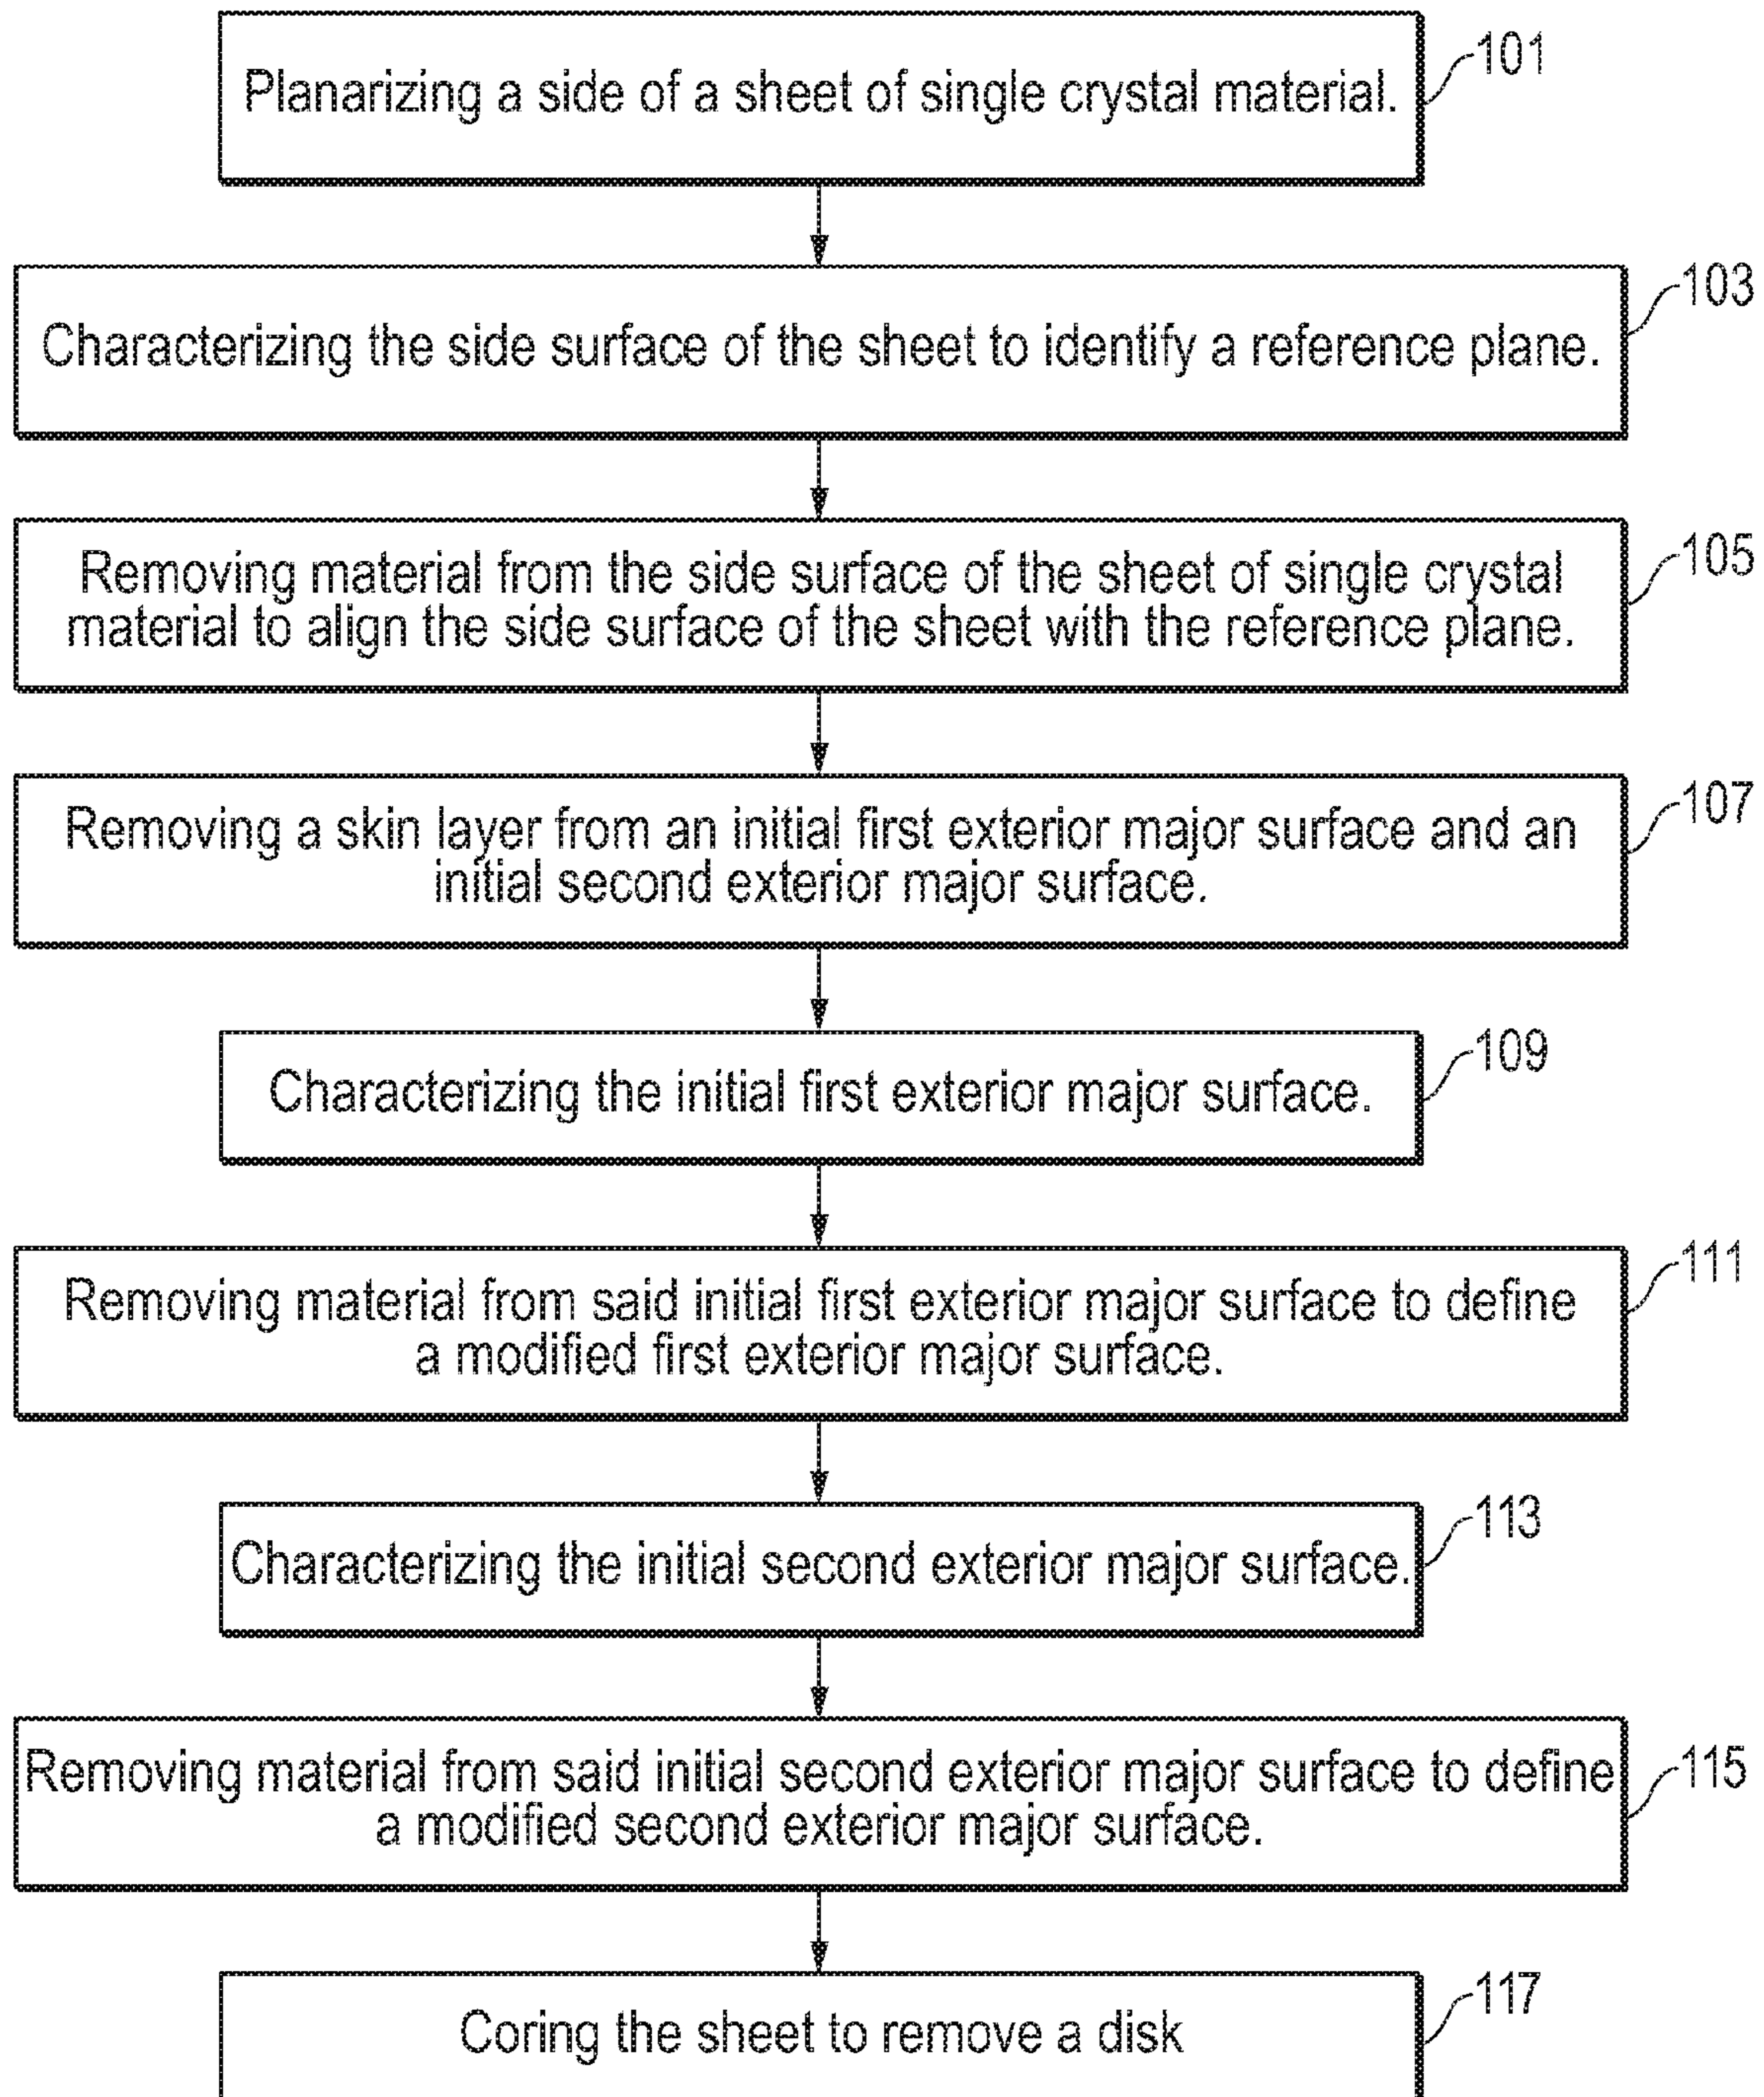 Planarizing a side of a sheet of single crystal material.
101
Characterizing the side surface of the sheet to identify a reference plane.
103
Removing material from the side surface of the sheet of single crystal
material to align the side surface of the sheet with the reference plane.
105
Removing a skin layer from an initial first exterior major surface and an
initial second exterior major surface.
107
Characterizing the initial first exterior major surface.
109
Removing material from said initial first exterior major surface to define
a modified first exterior major surface.
111
Characterizing the initial second exterior major surface.
113
Removing material from said initial second exterior major surface to define
a modified second exterior major surface.
115
Coring the sheet to remove a disk
117